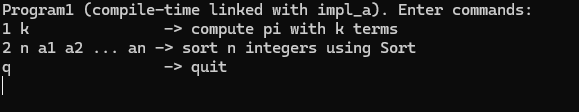 Program1 (compile-time linked with impl_a). Enter commands:
1 k -> compute pi with k terms
2 n a1 a2 ... an -> sort n integers using Sort
q -> quit